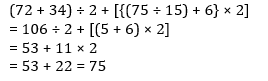 (72 + 34) ÷ 2 + [{(75 ÷ 15) + 6} × 2]
= 106 ÷ 2 + [(5 + 6) × 2]
= 53 + 11 × 2
= 53 + 22 = 75